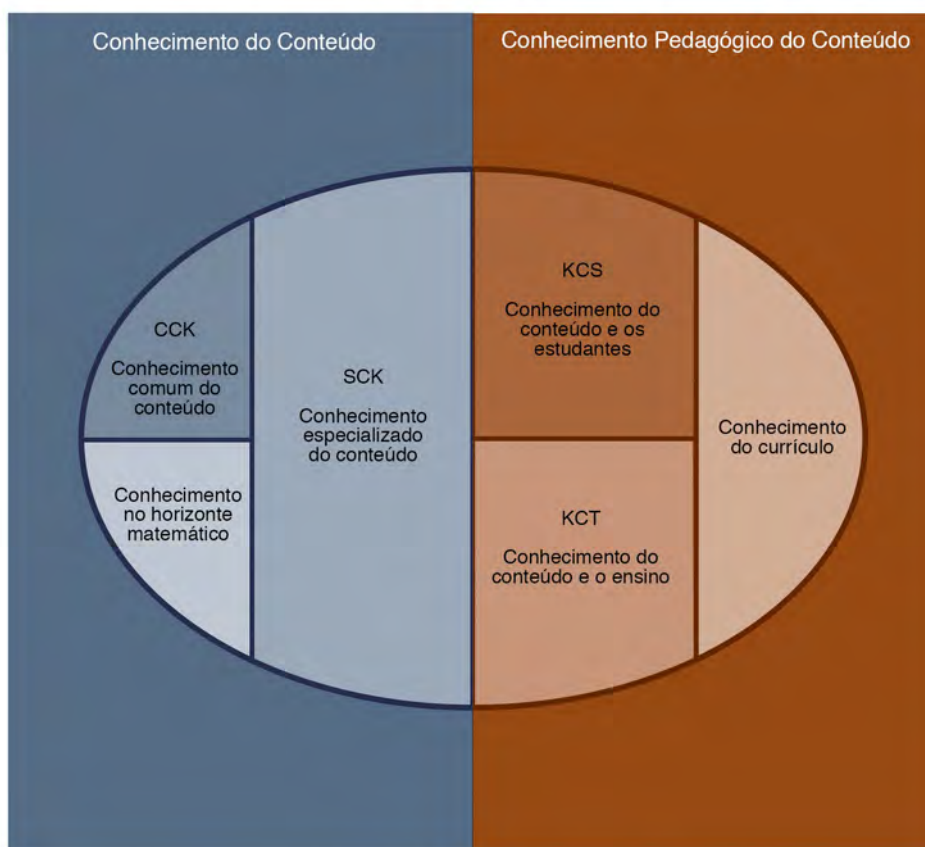 Conhecimento do Conteúdo
Conhecimento Pedagógico do Conteúdo
CCK
Conhecimento
comum do
conteúdo
Conhecimento
no horizonte
matemático
SCK
Conhecimento
especializado
do conteúdo
KCS
Conhecimento do
conteúdo e os
estudantes
KCT
Conhecimento do
conteúdo e o ensino
Conhecimento
do currículo